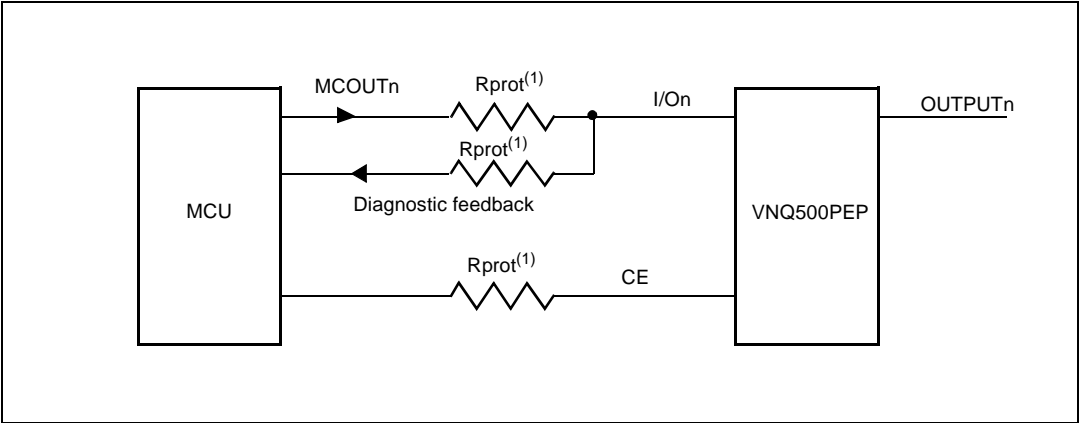 MCOUTn
Rprot(1)
I/On
OUTPUTn
Rprot(1)
Diagnostic feedback
MCU
VNQ500PEP
Rprot(1)
CE